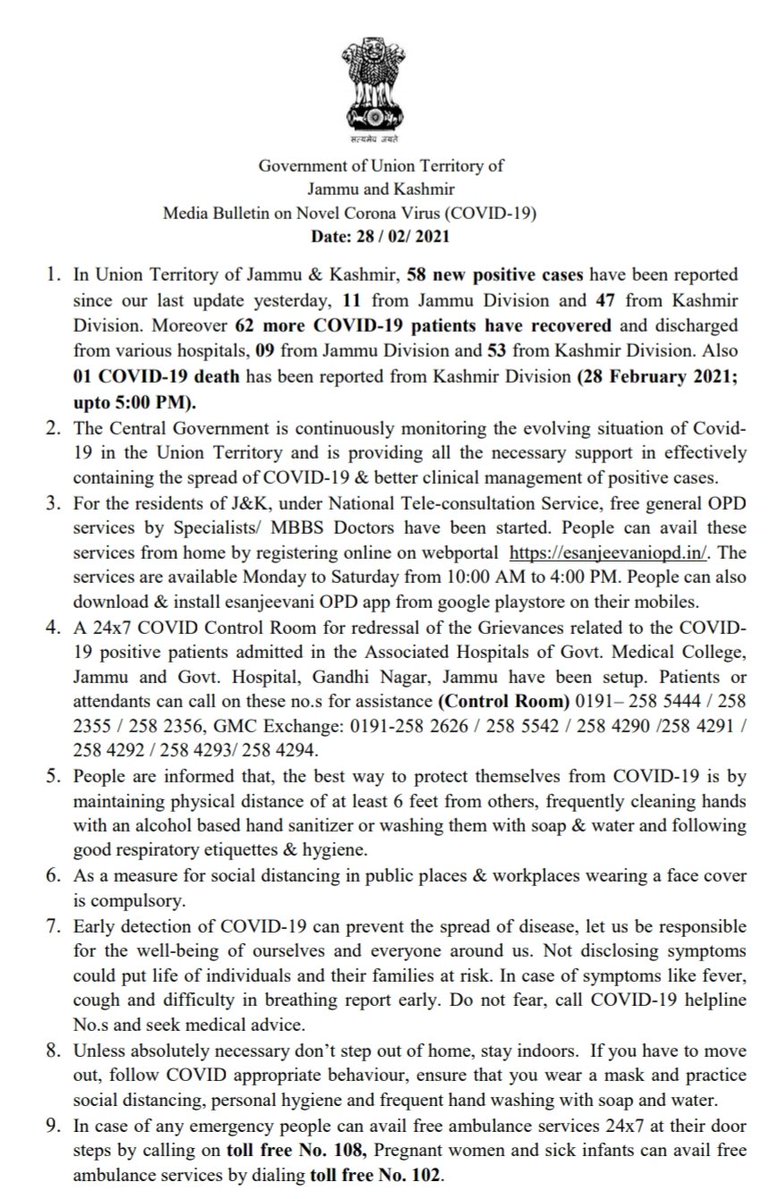 सत्यमेव जयते
Government of Union Territory of
Jammu and Kashmir
Media Bulletin on Novel Corona Virus (COVID-19)
Date: 28 / 02/ 2021
1. In Union Territory of Jammu & Kashmir, 58 new positive cases have been reported
since our last update yesterday, 11 from Jammu Division and 47 from Kashmir
Division. Moreover 62 more COVID-19 patients have recovered and discharged
from various hospitals, 09 from Jammu Division and 53 from Kashmir Division. Also
01 COVID-19 death has been reported from Kashmir Division (28 February 2021;
upto 5:00 PM).
2. The Central Government is continuously monitoring the evolving situation of Covid-
19 in the Union Territory and is providing all the necessary support in effectively
containing the spread of COVID-19 & better clinical management of positive cases.
3. For the residents of J&K, under National Tele-consultation Service, free general OPD
services by Specialists/ MBBS Doctors have been started. People can avail these
services from home by registering online on webportal https://esanjeevaniopd.in/. The
services are available Monday to Saturday from 10:00 AM to 4:00 PM. People can also
download & install esanjeevani OPD app from google playstore on their mobiles.
4. A 24x7 COVID Control Room for redressal of the Grievances related to the COVID-
19 positive patients admitted in the Associated Hospitals of Govt. Medical College,
Jammu and Govt. Hospital, Gandhi Nagar, Jammu have been setup. Patients or
attendants can call on these no.s for assistance (Control Room) 0191– 258 5444 / 258
2355 / 258 2356, GMC Exchange: 0191-258 2626 / 258 5542 / 258 4290 /258 4291 /
258 4292 / 258 4293/ 258 4294.
5. People are informed that, the best way to protect themselves from COVID-19 is by
maintaining physical distance of at least 6 feet from others, frequently cleaning hands
with an alcohol based hand sanitizer or washing them with soap & water and following
good respiratory etiquettes & hygiene.
6. As a measure for social distancing in public places & workplaces wearing a face cover
is compulsory.
7. Early detection of COVID-19 can prevent the spread of disease, let us be responsible
for the well-being of ourselves and everyone around us. Not disclosing symptoms
could put life of individuals and their families at risk. In case of symptoms like fever,
cough and difficulty in breathing report early. Do not fear, call COVID-19 helpline
No.s and seek medical advice.
8. Unless absolutely necessary don’t step out of home, stay indoors. If you have to move
out, follow COVID appropriate behaviour, ensure that you wear a mask and practice
social distancing, personal hygiene and frequent hand washing with soap and water.
9. In case of any emergency people can avail free ambulance services 24x7 at their door
steps by calling on toll free No. 108, Pregnant women and sick infants can avail free
ambulance services by dialing toll free No. 102.